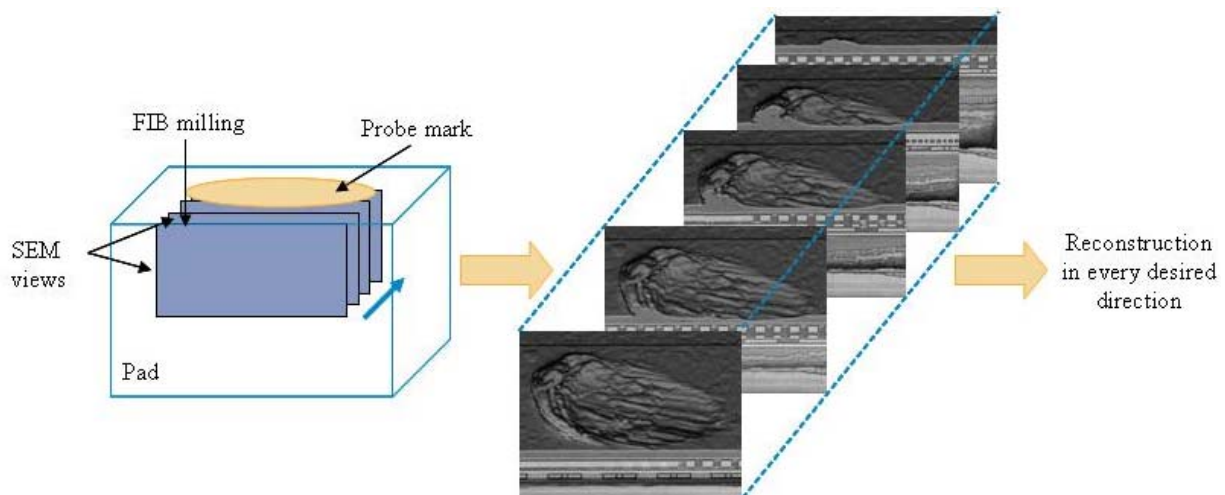 FIB milling
Probe mark
SEM
views
Pad
Reconstruction
in every desired
direction